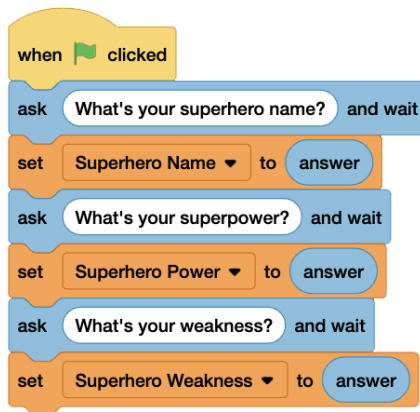 when clicked
ask What's your superhero name? and wait
set Superhero Name to answer
ask What's your superpower? and wait
set Superhero Power to answer
ask What's your weakness? and wait
set Superhero Weakness to answer